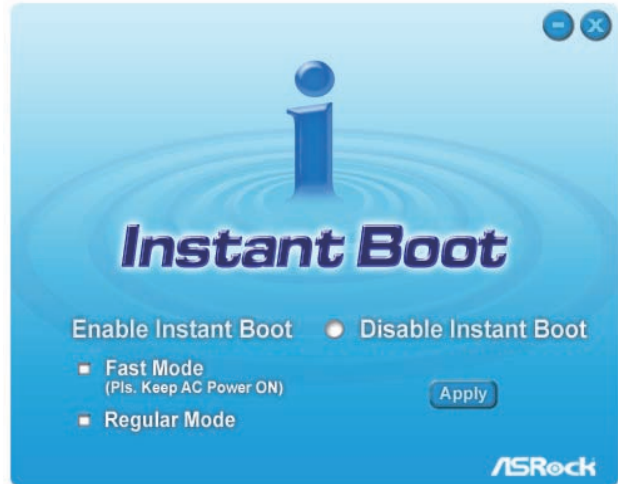 i
Instant Boot
Enable Instant Boot
Disable Instant Boot
Fast Mode
(Pls. Keep AC Power ON)
Regular Mode
Apply
ASRock